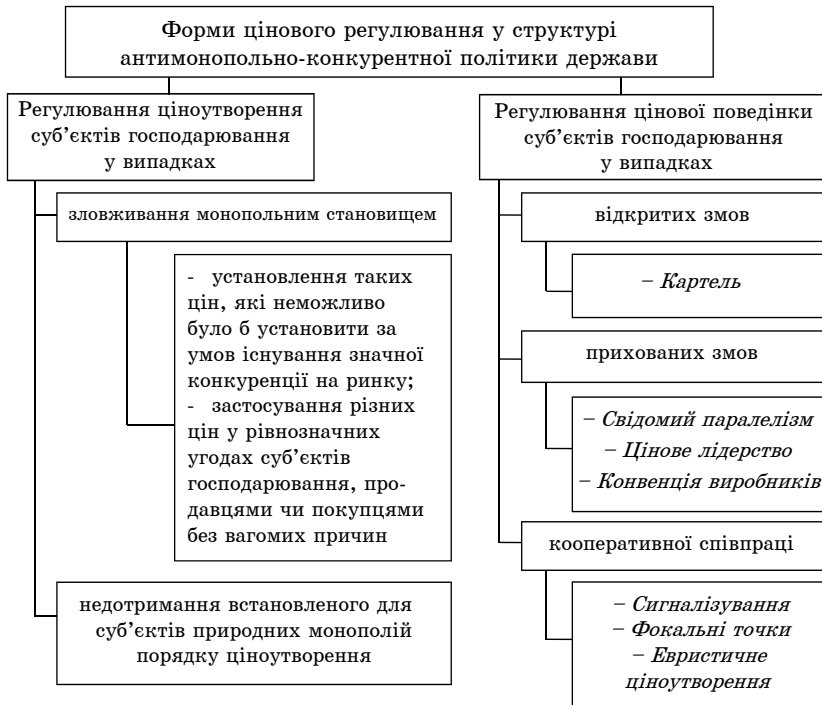 Форми цінового регулювання у структурі
антимонопольно-конкурентної політики держави
Регулювання ціноутворення
суб’єктів господарювання
у випадках
зловживання монопольним становищем
- установлення таких
цін, які неможливо
було б установити за
умов існування значної
конкуренції на ринку;
- застосування різних
цін у рівнозначних
угодах суб’єктів
господарювання, про-
давцями чи покупцями
без вагомих причин
недотримання встановленого для
суб’єктів природних монополій
порядку ціноутворення
Регулювання цінової поведінки
суб’єктів господарювання
у випадках
відкритих змов
– Картель
прихованих змов
– Свідомий паралелізм
– Цінове лідерство
– Конвенція виробників
кооперативної співпраці
– Сигналізування
– Фокальні точки
– Евристичне
ціноутворення